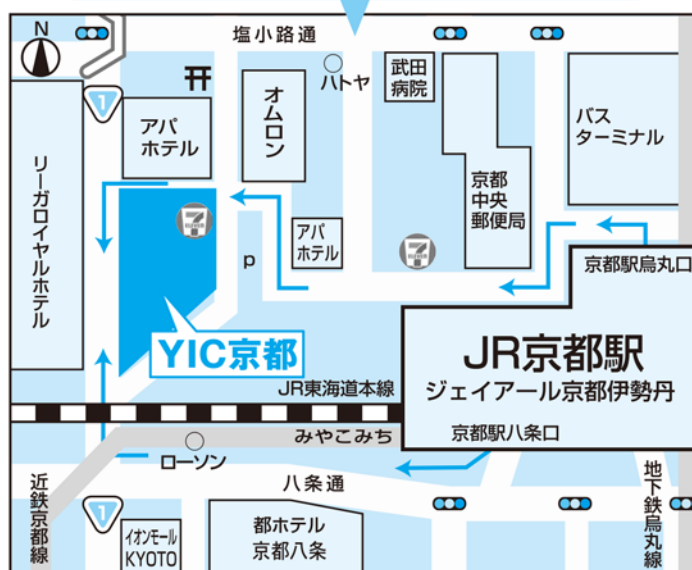 N
塩小路通
ハトヤ
武田
病院
オムロン
1
アパ
ホテル
バス
ターミナル
京都
中央
郵便局
リーガロイヤルホテル
7
ELEVEN
アパ
ホテル
7
ELEVEN
P
京都駅烏丸口
YIC京都
JR京都駅
ジェイアール京都伊勢丹
JR東海道本線
みやこみち
京都駅八条口
ローソン
八条通
近鉄京都線
1
イオンモール
KYOTO
都ホテル
京都八条
地下鉄烏丸線